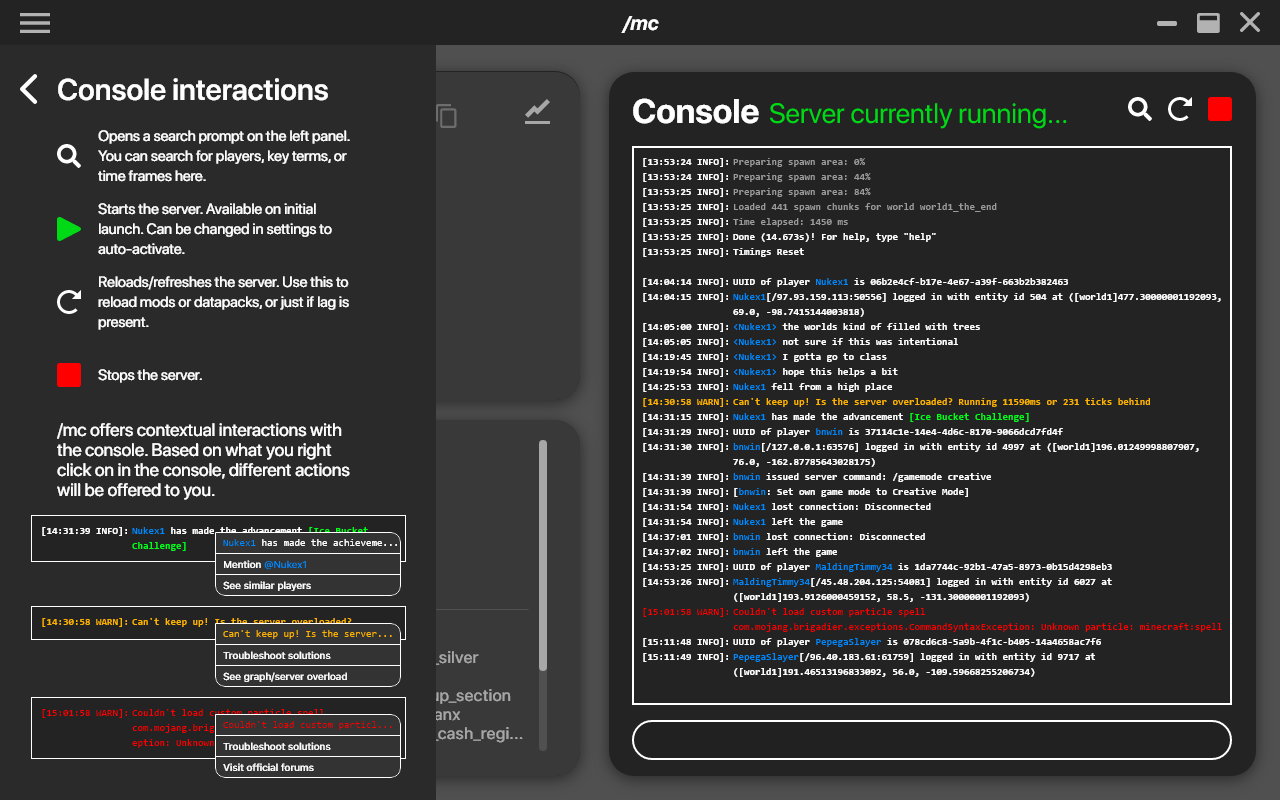 /mc
Console interactions
Opens a search prompt on the left panel.
You can search for players, key terms, or
time frames here.
Starts the server. Available on initial
launch. Can be changed in settings to
auto-activate.
Reloads/refreshes the server. Use this to
reload mods or datapacks, or just if lag is
present.
Stops the server.
/mc offers contextual interactions with
the console. Based on what you right
click on in the console, different actions
will be offered to you.
[14:31:39 INFO]: Nukex1 has made the advancement [Ice Bucket
Challenge]
Nukex1 has made the achieveme...
Mention @Nukex1
See similar players
[14:30:58 WARN]: Can't keep up! Is the server overloaded?
Can't keep up! Is the server...
Troubleshoot solutions
See graph/server overload
[15:01:58 WARN]: Couldn't load custom particle spell
com.mojang.brig
eption: Unknown
Couldn't load custom particl...
Troubleshoot solutions
Visit official forums
_silver
up_section
anx
_cash_regi...
Console Server currently running...
[13:53:24 INFO]: Preparing spawn area: 0%
[13:53:24 INFO]: Preparing spawn area: 44%
[13:53:25 INFO]: Preparing spawn area: 84%
[13:53:25 INFO]: Loaded 441 spawn chunks for world world1_the_end
[13:53:25 INFO]: Time elapsed: 1450 ms
[13:53:25 INFO]: Done (14.673s)! For help, type "help"
[13:53:25 INFO]: Timings Reset
[14:04:14 INFO]: UUID of player Nukex1 is 06b2e4cf-b17e-4e67-a39f-663b2b382463
[14:04:15 INFO]: Nukex1[/97.93.159.113:50556] logged in with entity id 504 at ([world1]477.30000001192093,
69.0, -98.7415144003818)
[14:05:00 INFO]: <Nukex1> the worlds kind of filled with trees
[14:05:05 INFO]: <Nukex1> not sure if this was intentional
[14:19:45 INFO]: <Nukex1> I gotta go to class
[14:19:54 INFO]: <Nukex1> hope this helps a bit
[14:25:53 INFO]: Nukex1 fell from a high place
[14:30:58 WARN]: Can't keep up! Is the server overloaded? Running 11590ms or 231 ticks behind
[14:31:15 INFO]: Nukex1 has made the advancement [Ice Bucket Challenge]
[14:31:29 INFO]: UUID of player bnwin is 37114c1e-14e4-4d6c-8170-9066dcd7fd4f
[14:31:30 INFO]: bnwin[/127.0.0.1:63576] logged in with entity id 4997 at ([world1]196.01249998807907,
76.0, -162.87785643028175)
[14:31:39 INFO]: bnwin issued server command: /gamemode creative
[14:31:39 INFO]: [bnwin: Set own game mode to Creative Mode]
[14:31:54 INFO]: Nukex1 lost connection: Disconnected
[14:31:54 INFO]: Nukex1 left the game
[14:37:01 INFO]: bnwin lost connection: Disconnected
[14:37:02 INFO]: bnwin left the game
[14:53:25 INFO]: UUID of player MaldingTimmy34 is 1da7744c-92b1-47a5-8973-0b15d4298eb3
[14:53:26 INFO]: MaldingTimmy34[/45.48.204.125:54081] logged in with entity id 6027 at
([world1]193.9126000459152, 58.5, -131.30000001192093)
[15:01:58 WARN]: Couldn't load custom particle spell
com.mojang.brigadier.exceptions.CommandSyntaxException: Unknown particle: minecraft:spell
[15:11:48 INFO]: UUID of player PepegaSlayer is 078cd6c8-5a9b-4f1c-b405-14a4658ac7f6
[15:11:49 INFO]: PepegaSlayer[/96.40.183.61:61759] logged in with entity id 9717 at
([world1]191.46513196833092, 56.0, -109.59668255206734)